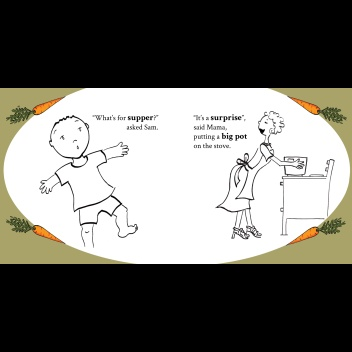 "What's for supper?"
asked Sam.
"It's a surprise",
said Mama,
putting a big pot
on the stove.